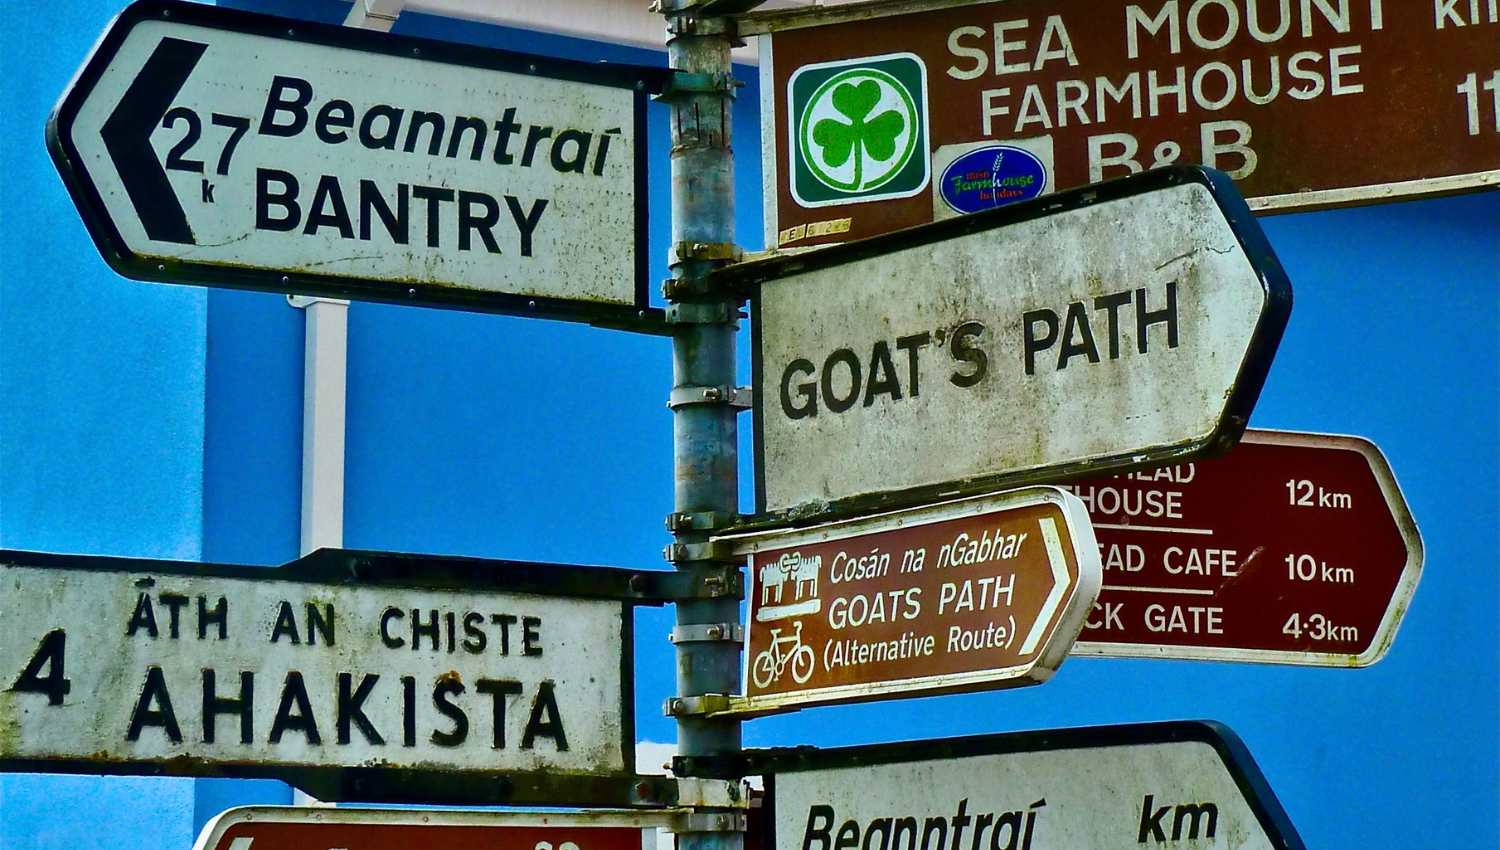 27 k
Beanntraí
BANTRY
SEA MOUNT
FARMHOUSE
B&B
Farmhouse
GOAT'S PATH
12 km
CAFE
10 km
GATE
4·3km
Cosán na nGabhar
GOATS PATH
(Alternative Route)
4
ÁTH AN CHISTE
AHAKISTA
Beanntraí km